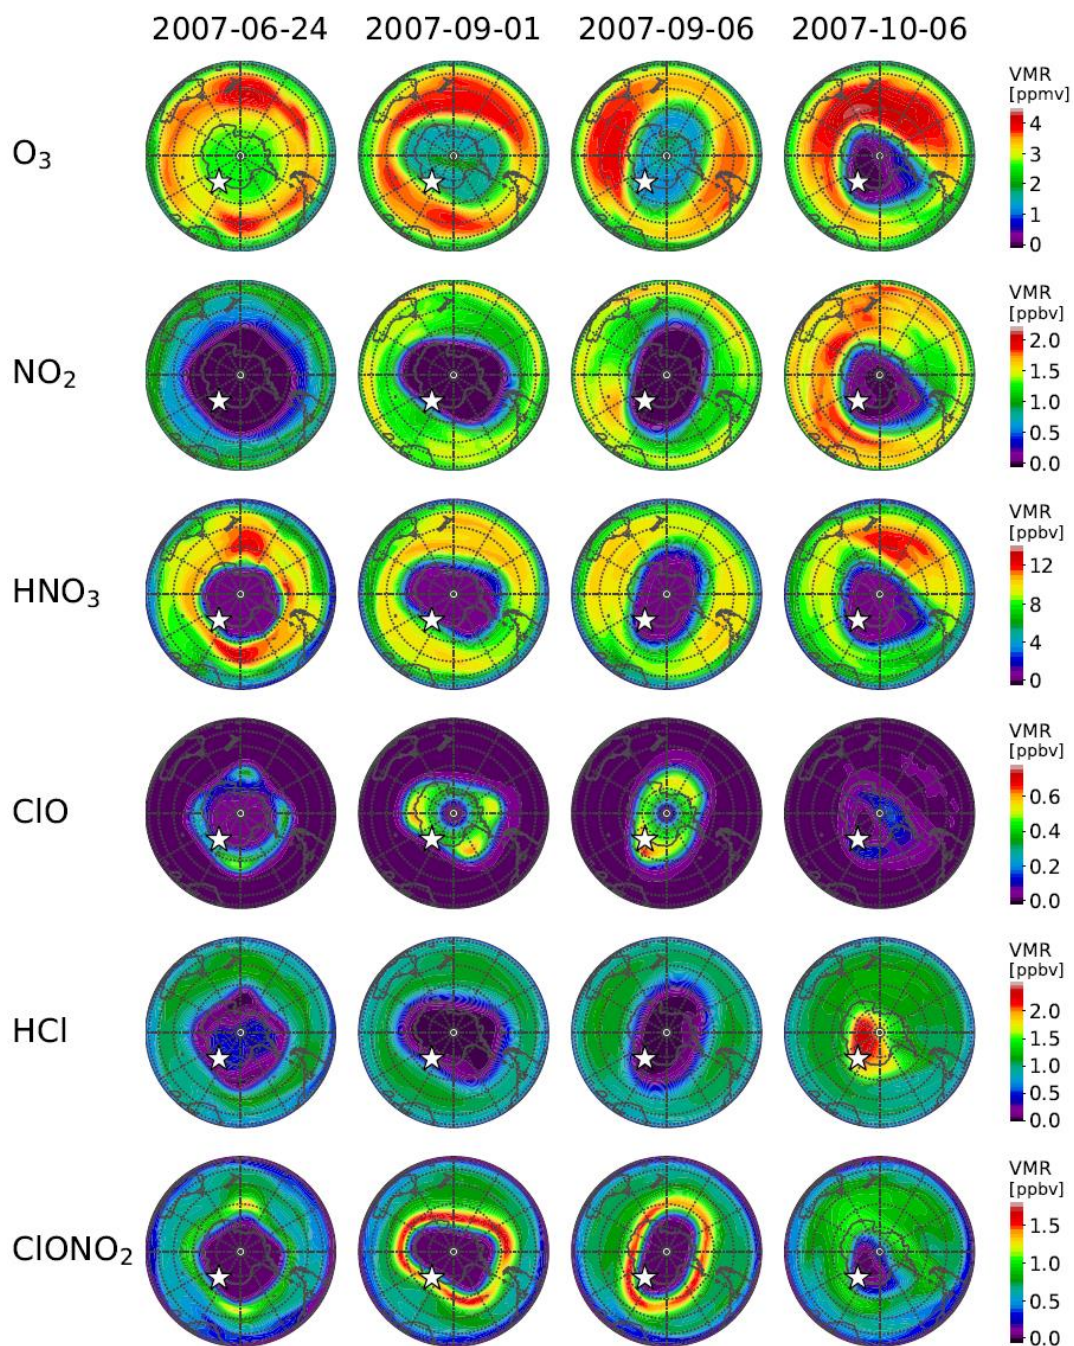 2007-06-24 2007-09-01 2007-09-06 2007-10-06
O₃
VMR
[ppmv]
4
3
2
1
0
NO₂
VMR
[ppbv]
2.0
1.5
1.0
0.5
0.0
HNO₃
VMR
[ppbv]
12
8
4
0
ClO
VMR
[ppbv]
0.6
0.4
0.2
0.0
HCl
VMR
[ppbv]
2.0
1.5
1.0
0.5
0.0
ClONO₂
VMR
[ppbv]
1.5
1.0
0.5
0.0